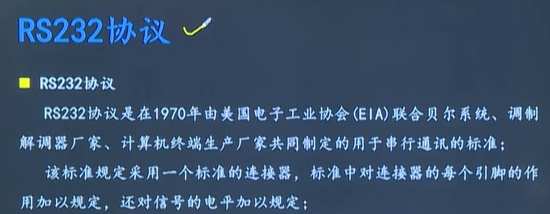 RS232协议
RS232协议
RS232协议是在1970年由美国电子工业协会(EIA)联合贝尔系统、调制
解调器厂家、计算机终端生产厂家共同制定的用于串行通讯的标准;
该标准规定采用一个标准的连接器，标准中对连接器的每个引脚的作
用加以规定，还对信号的电平加以规定;